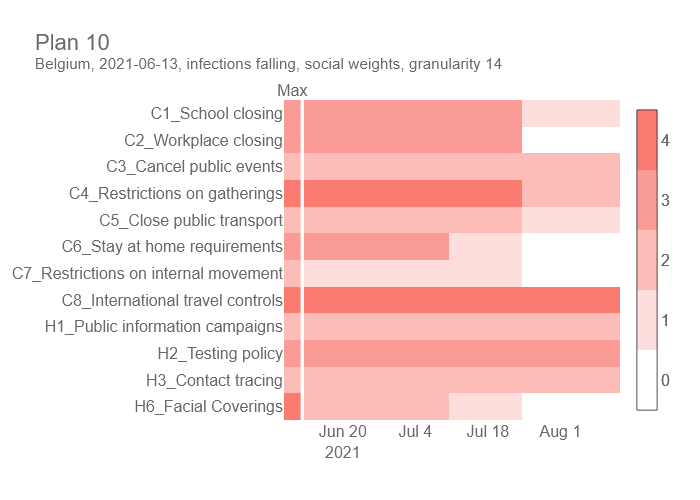 Plan 10
Belgium, 2021-06-13, infections falling, social weights, granularity 14
Max
C1_School closing
C2_Workplace closing
C3_Cancel public events
C4_Restrictions on gatherings
C5_Close public transport
C6_Stay at home requirements
C7_Restrictions on internal movement
C8_International travel controls
H1_Public information campaigns
H2_Testing policy
H3_Contact tracing
H6_Facial Coverings
Jun 20 Jul 4 Jul 18 Aug 1
2021
4
3
2
1
0